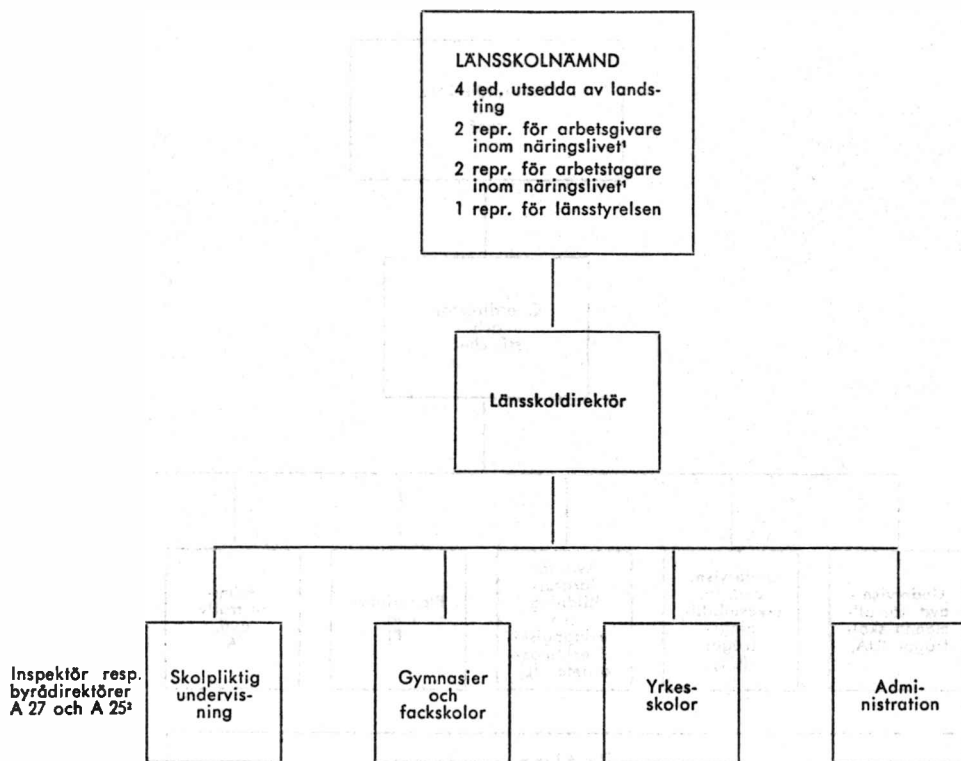 LÄNSSKOLNÄMND
4 led. utsedda av lands-
ting
2 repr. för arbetsgivare
inom näringslivet¹
2 repr. för arbetstagare
inom näringslivet¹
1 repr. för länsstyrelsen
Länsskoldirektör
Inspektör resp.
byrådirektörer
A 27 och A 25²
Skolpliktig
undervis-
ning
Gymnasier
och
fackskolor
Yrkes-
skolor
Admi-
nistration